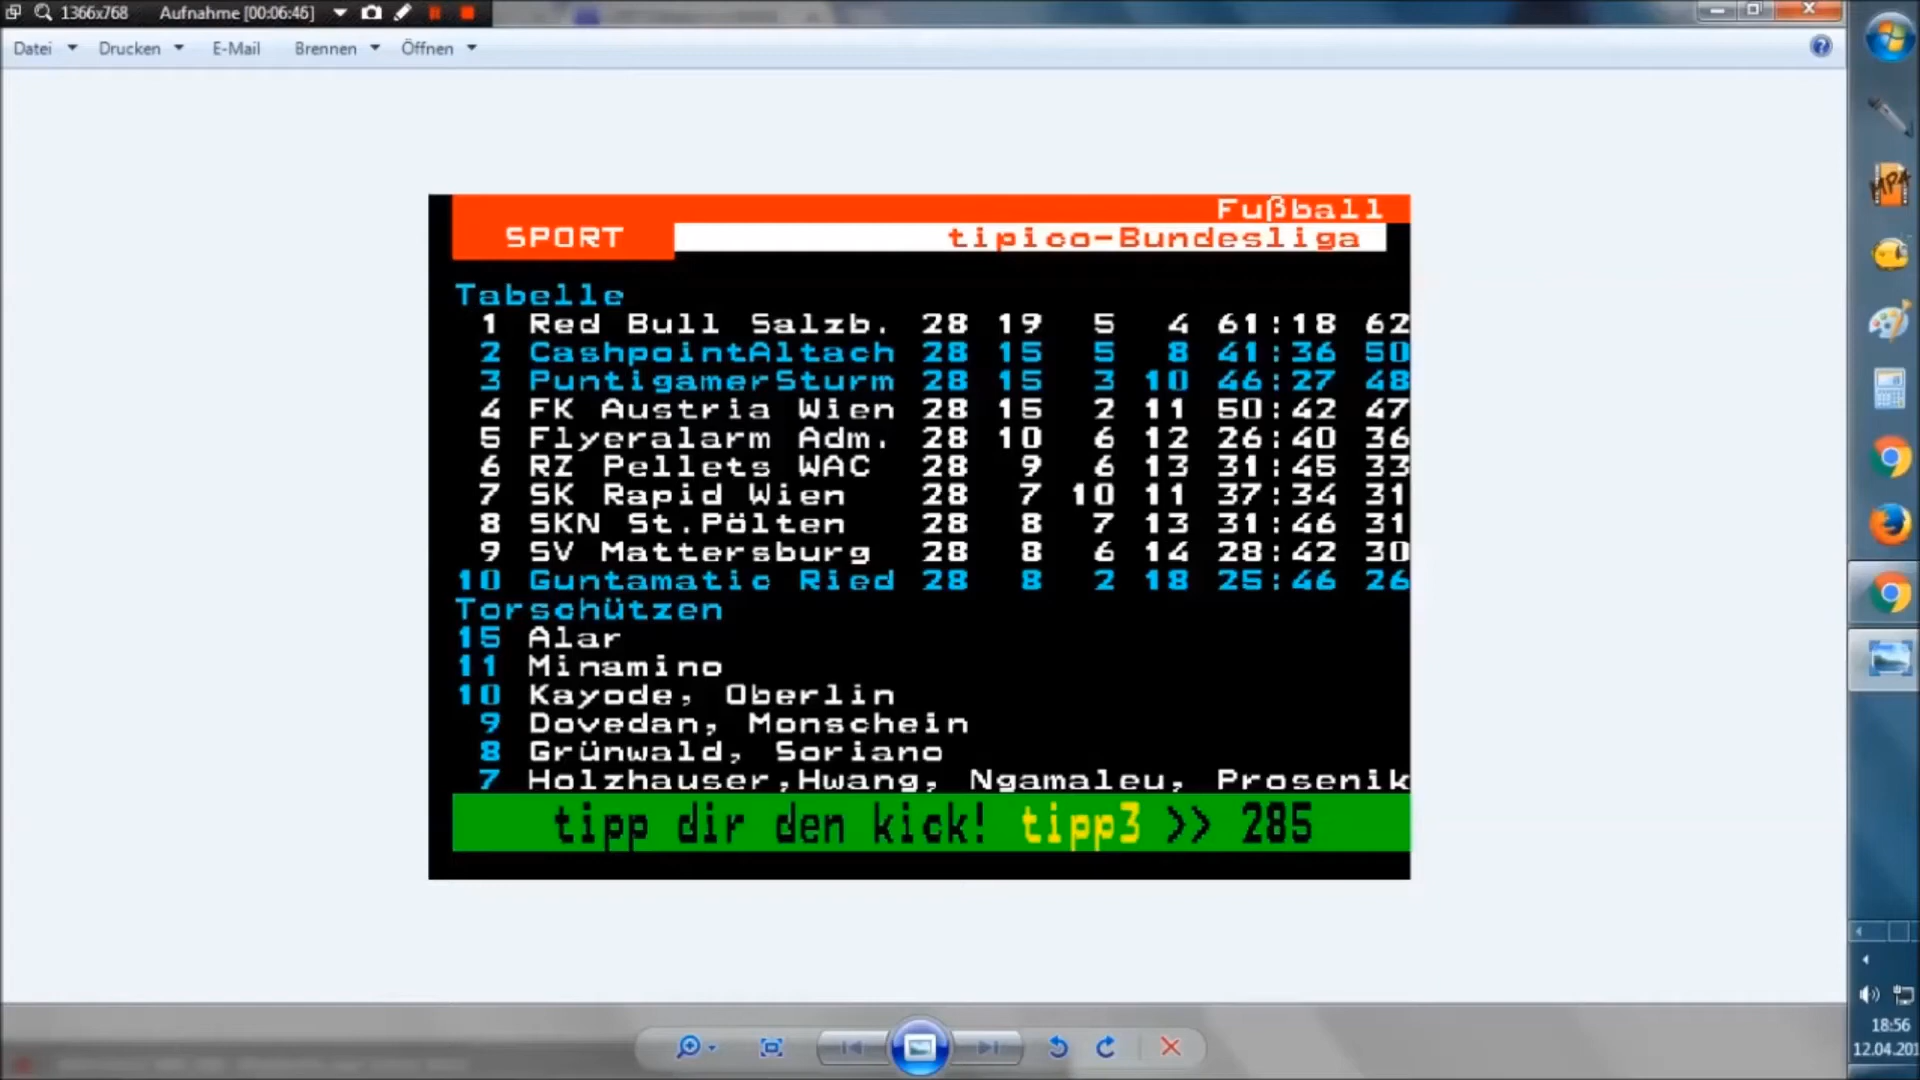 1366x768 Aufnahme [00:06:46]
Datei Drucken E-Mail Brennen Öffnen
Fußball
SPORT tipico-Bundesliga
Tabelle
1 Red Bull Salzb. 28 19 5 4 61:18 62
2 CashpointAltach 28 15 5 8 41:36 50
3 PuntigamerSturm 28 15 3 10 46:27 48
4 FK Austria Wien 28 15 2 11 50:42 47
5 Flyeralarm Adm. 28 10 6 12 26:40 36
6 RZ Pellets WAC 28 9 6 13 31:45 33
7 SK Rapid Wien 28 7 10 11 37:34 31
8 SKN St.Pölten 28 8 7 13 31:46 31
9 SV Mattersburg 28 8 6 14 28:42 30
10 Guntamatic Ried 28 8 2 18 25:46 26
Torschützen
15 Alar
11 Minamino
10 Kayode, Oberlin
9 Dovedan, Monschein
8 Grünwald, Soriano
7 Holzhauser,Hwang, Ngamaleu, Prosenik
tipp dir den kick! tipp3 >> 285
MP4
18:56
12.04.201